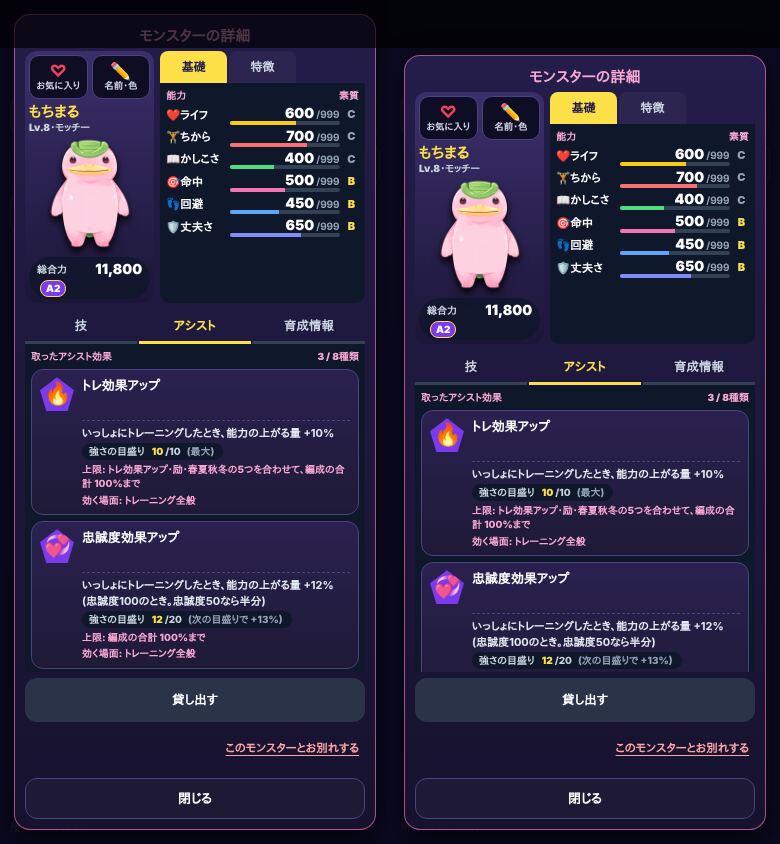 モンスターの詳細
お気に入り
名前・色
もちまる
Lv.8・モッチー
総合力 11,800
A2
基礎 特徴
能力 素質
❤️ライフ 600/999 C
🏋ちから 700/999 C
📖かしこさ 400/999 C
🎯命中 500/999 B
👣回避 450/999 B
🛡️丈夫さ 650/999 B
技 アシスト 育成情報
取ったアシスト効果 3/8種類
トレ効果アップ
いっしょにトレーニングしたとき、能力の上がる量 +10%
強さの目盛り 10/10 (最大)
上限: トレ効果アップ・励・春夏秋冬の5つを合わせて、編成の合
計 100%まで
効く場面: トレーニング全般
忠誠度効果アップ
いっしょにトレーニングしたとき、能力の上がる量 +12%
(忠誠度100のとき。忠誠度50なら半分)
強さの目盛り 12/20 (次の目盛りで +13%)
上限: 編成の合計 100%まで
効く場面: トレーニング全般
貸し出す
このモンスターとお別れする
閉じる
モンスターの詳細
お気に入り
名前・色
もちまる
Lv.8・モッチー
総合力 11,800
A2
基礎 特徴
能力 素質
❤️ライフ 600/999 C
🏋ちから 700/999 C
📖かしこさ 400/999 C
🎯命中 500/999 B
👣回避 450/999 B
🛡️丈夫さ 650/999 B
技 アシスト 育成情報
取ったアシスト効果 3/8種類
トレ効果アップ
いっしょにトレーニングしたとき、能力の上がる量 +10%
強さの目盛り 10/10 (最大)
上限: トレ効果アップ・励・春夏秋冬の5つを合わせて、編成の合
計 100%まで
効く場面: トレーニング全般
忠誠度効果アップ
いっしょにトレーニングしたとき、能力の上がる量 +12%
(忠誠度100のとき。忠誠度50なら半分)
強さの目盛り 12/20 (次の目盛りで +13%)
貸し出す
このモンスターとお別れする
閉じる